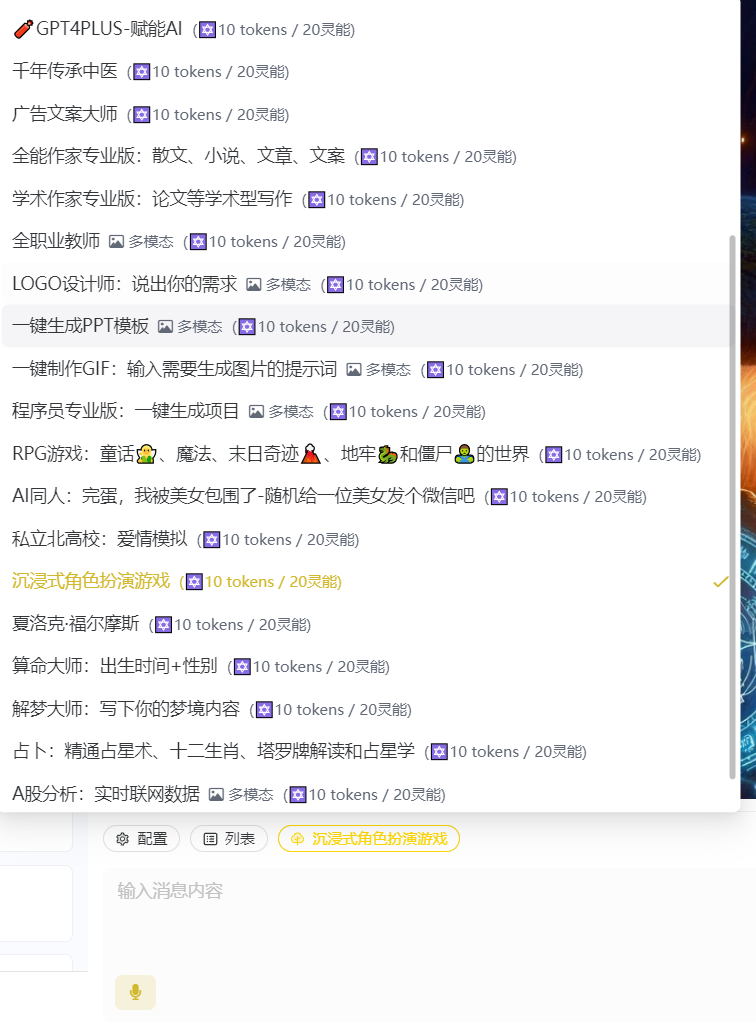 🧨GPT4PLUS-赋能AI (🔯10 tokens / 20灵能)
千年传承中医 (🔯10 tokens / 20灵能)
广告文案大师 (🔯10 tokens / 20灵能)
全能作家专业版：散文、小说、文章、文案 (🔯10 tokens / 20灵能)
学术作家专业版：论文等学术型写作 (🔯10 tokens / 20灵能)
全职业教师 多模态 (🔯10 tokens / 20灵能)
LOGO设计师：说出你的需求 多模态 (🔯10 tokens / 20灵能)
一键生成PPT模板 多模态 (🔯10 tokens / 20灵能)
一键制作GIF：输入需要生成图片的提示词 多模态 (🔯10 tokens / 20灵能)
程序员专业版：一键生成项目 多模态 (🔯10 tokens / 20灵能)
RPG游戏：童话🧝、魔法、末日奇迹🌋、地牢🐉和僵尸🧟‍♂️的世界 (🔯10 tokens / 20灵能)
AI同人：完蛋，我被美女包围了-随机给一位美女发个微信吧 (🔯10 tokens / 20灵能)
私立北高校：爱情模拟 (🔯10 tokens / 20灵能)
沉浸式角色扮演游戏 (🔯10 tokens / 20灵能)
夏洛克·福尔摩斯 (🔯10 tokens / 20灵能)
算命大师：出生时间+性别 (🔯10 tokens / 20灵能)
解梦大师：写下你的梦境内容 (🔯10 tokens / 20灵能)
占卜：精通占星术、十二生肖、塔罗牌解读和占星学 (🔯10 tokens / 20灵能)
A股分析：实时联网数据 多模态 (🔯10 tokens / 20灵能)
配置 列表 沉浸式角色扮演游戏
输入消息内容